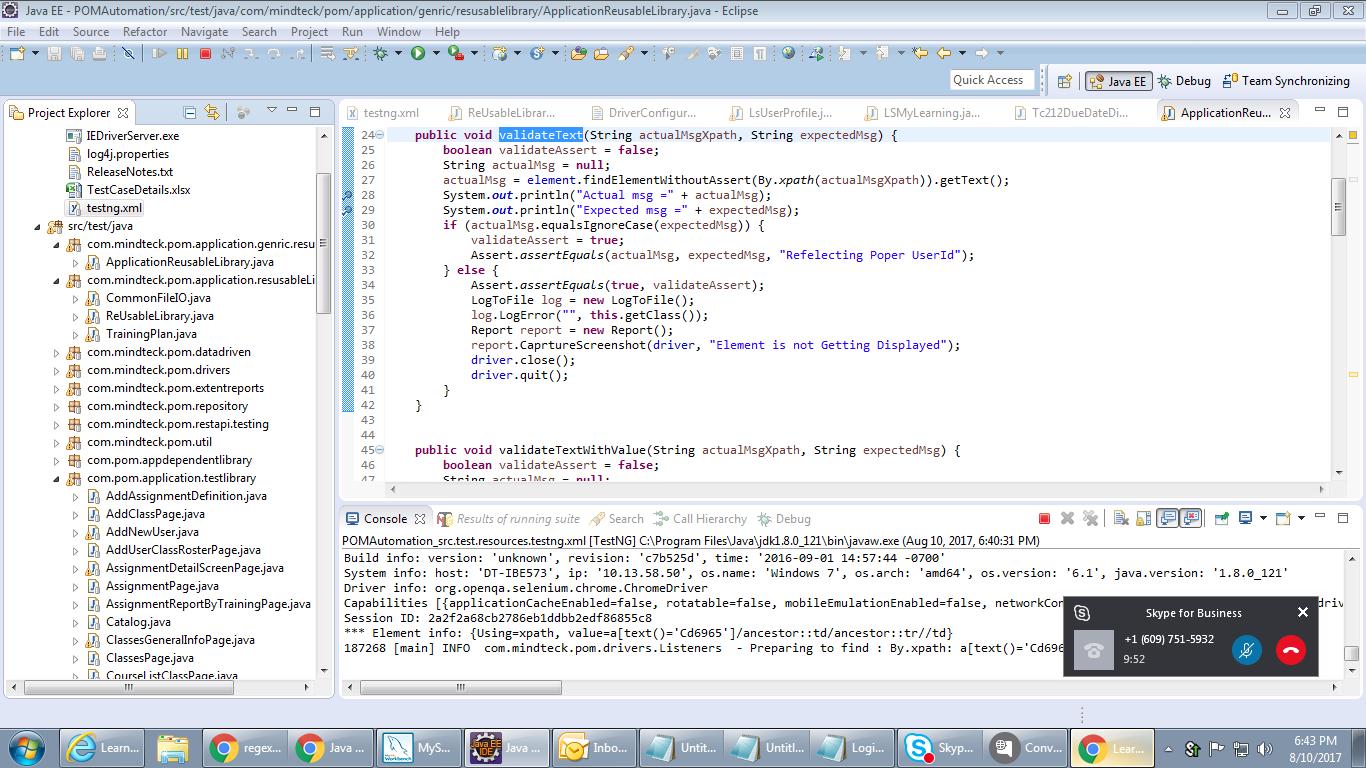 Java EE - POMAutomation/src/test/java/com/mindteck/pom/application/genric/resusablelibrary/ApplicationReusableLibrary.java - Eclipse
File Edit Source Refactor Navigate Search Project Run Window Help
Quick Access Java EE Debug Team Synchronizing
Project Explorer
IEDriverServer.exe
log4j.properties
ReleaseNotes.txt
TestCaseDetails.xlsx
testng.xml
src/test/java
com.mindteck.pom.application.genric.resu
ApplicationReusableLibrary.java
com.mindteck.pom.application.resusableLi
CommonFileIO.java
ReUsableLibrary.java
TrainingPlan.java
com.mindteck.pom.datadriven
com.mindteck.pom.drivers
com.mindteck.pom.extentreports
com.mindteck.pom.repository
com.mindteck.pom.restapi.testing
com.mindteck.pom.util
com.pom.appdependentlibrary
com.pom.application.testlibrary
AddAssignmentDefinition.java
AddClassPage.java
AddNewUser.java
AddUserClassRosterPage.java
AssignmentDetailScreenPage.java
AssignmentPage.java
AssignmentReportByTrainingPage.java
Catalog.java
ClassesGeneralInfoPage.java
ClassesPage.java
CourseListClassPage.java
testng.xml ReUsableLibrar... DriverConfigur... LsUserProfile.j... LSMyLearning.ja... Tc212DueDateDi... ApplicationReu...
24 public void validateText(String actualMsgXpath, String expectedMsg) {
25 boolean validateAssert = false;
26 String actualMsg = null;
27 actualMsg = element.findElementWithoutAssert(By.xpath(actualMsgXpath)).getText();
28 System.out.println("Actual msg =" + actualMsg);
29 System.out.println("Expected msg =" + expectedMsg);
30 if (actualMsg.equalsIgnoreCase(expectedMsg)) {
31 validateAssert = true;
32 Assert.assertEquals(actualMsg, expectedMsg, "Refelecting Poper UserId");
33 } else {
34 Assert.assertEquals(true, validateAssert);
35 LogToFile log = new LogToFile();
36 log.LogError("", this.getClass());
37 Report report = new Report();
38 report.CaprtureScreenshot(driver, "Element is not Getting Displayed");
39 driver.close();
40 driver.quit();
41 }
42 }
43
44
45 public void validateTextWithValue(String actualMsgXpath, String expectedMsg) {
46 boolean validateAssert = false;
47 String actualMsg = null;
Console Results of running suite Search Call Hierarchy Debug
POMAutomation_src.test.resources.testng.xml [TestNG] C:\Program Files\Java\jdk1.8.0_121\bin\javaw.exe (Aug 10, 2017, 6:40:31 PM)
Build info: version: 'unknown', revision: 'c7b525d', time: '2016-09-01 14:57:44 -0700'
System info: host: 'DT-IBE573', ip: '10.13.58.50', os.name: 'Windows 7', os.arch: 'amd64', os.version: '6.1', java.version: '1.8.0_121'
Driver info: org.openqa.selenium.chrome.ChromeDriver
Capabilities [{applicationCacheEnabled=false, rotatable=false, mobileEmulationEnabled=false, networkCon
Session ID: 2a2f2a68cb2786eb1ddbb2edf86855c8
*** Element info: {Using=xpath, value=a[text()='Cd6965']/ancestor::td/ancestor::tr//td}
187268 [main] INFO com.mindteck.pom.drivers.Listeners - Preparing to find : By.xpath: a[text()='Cd696
Skype for Business
+1 (609) 751-5932
9:52
Learn... regex... Java ... MyS... Java ... Inbo... Untit... Untitl... Logi... Skyp... Conv... Lear...
6:43 PM
8/10/2017